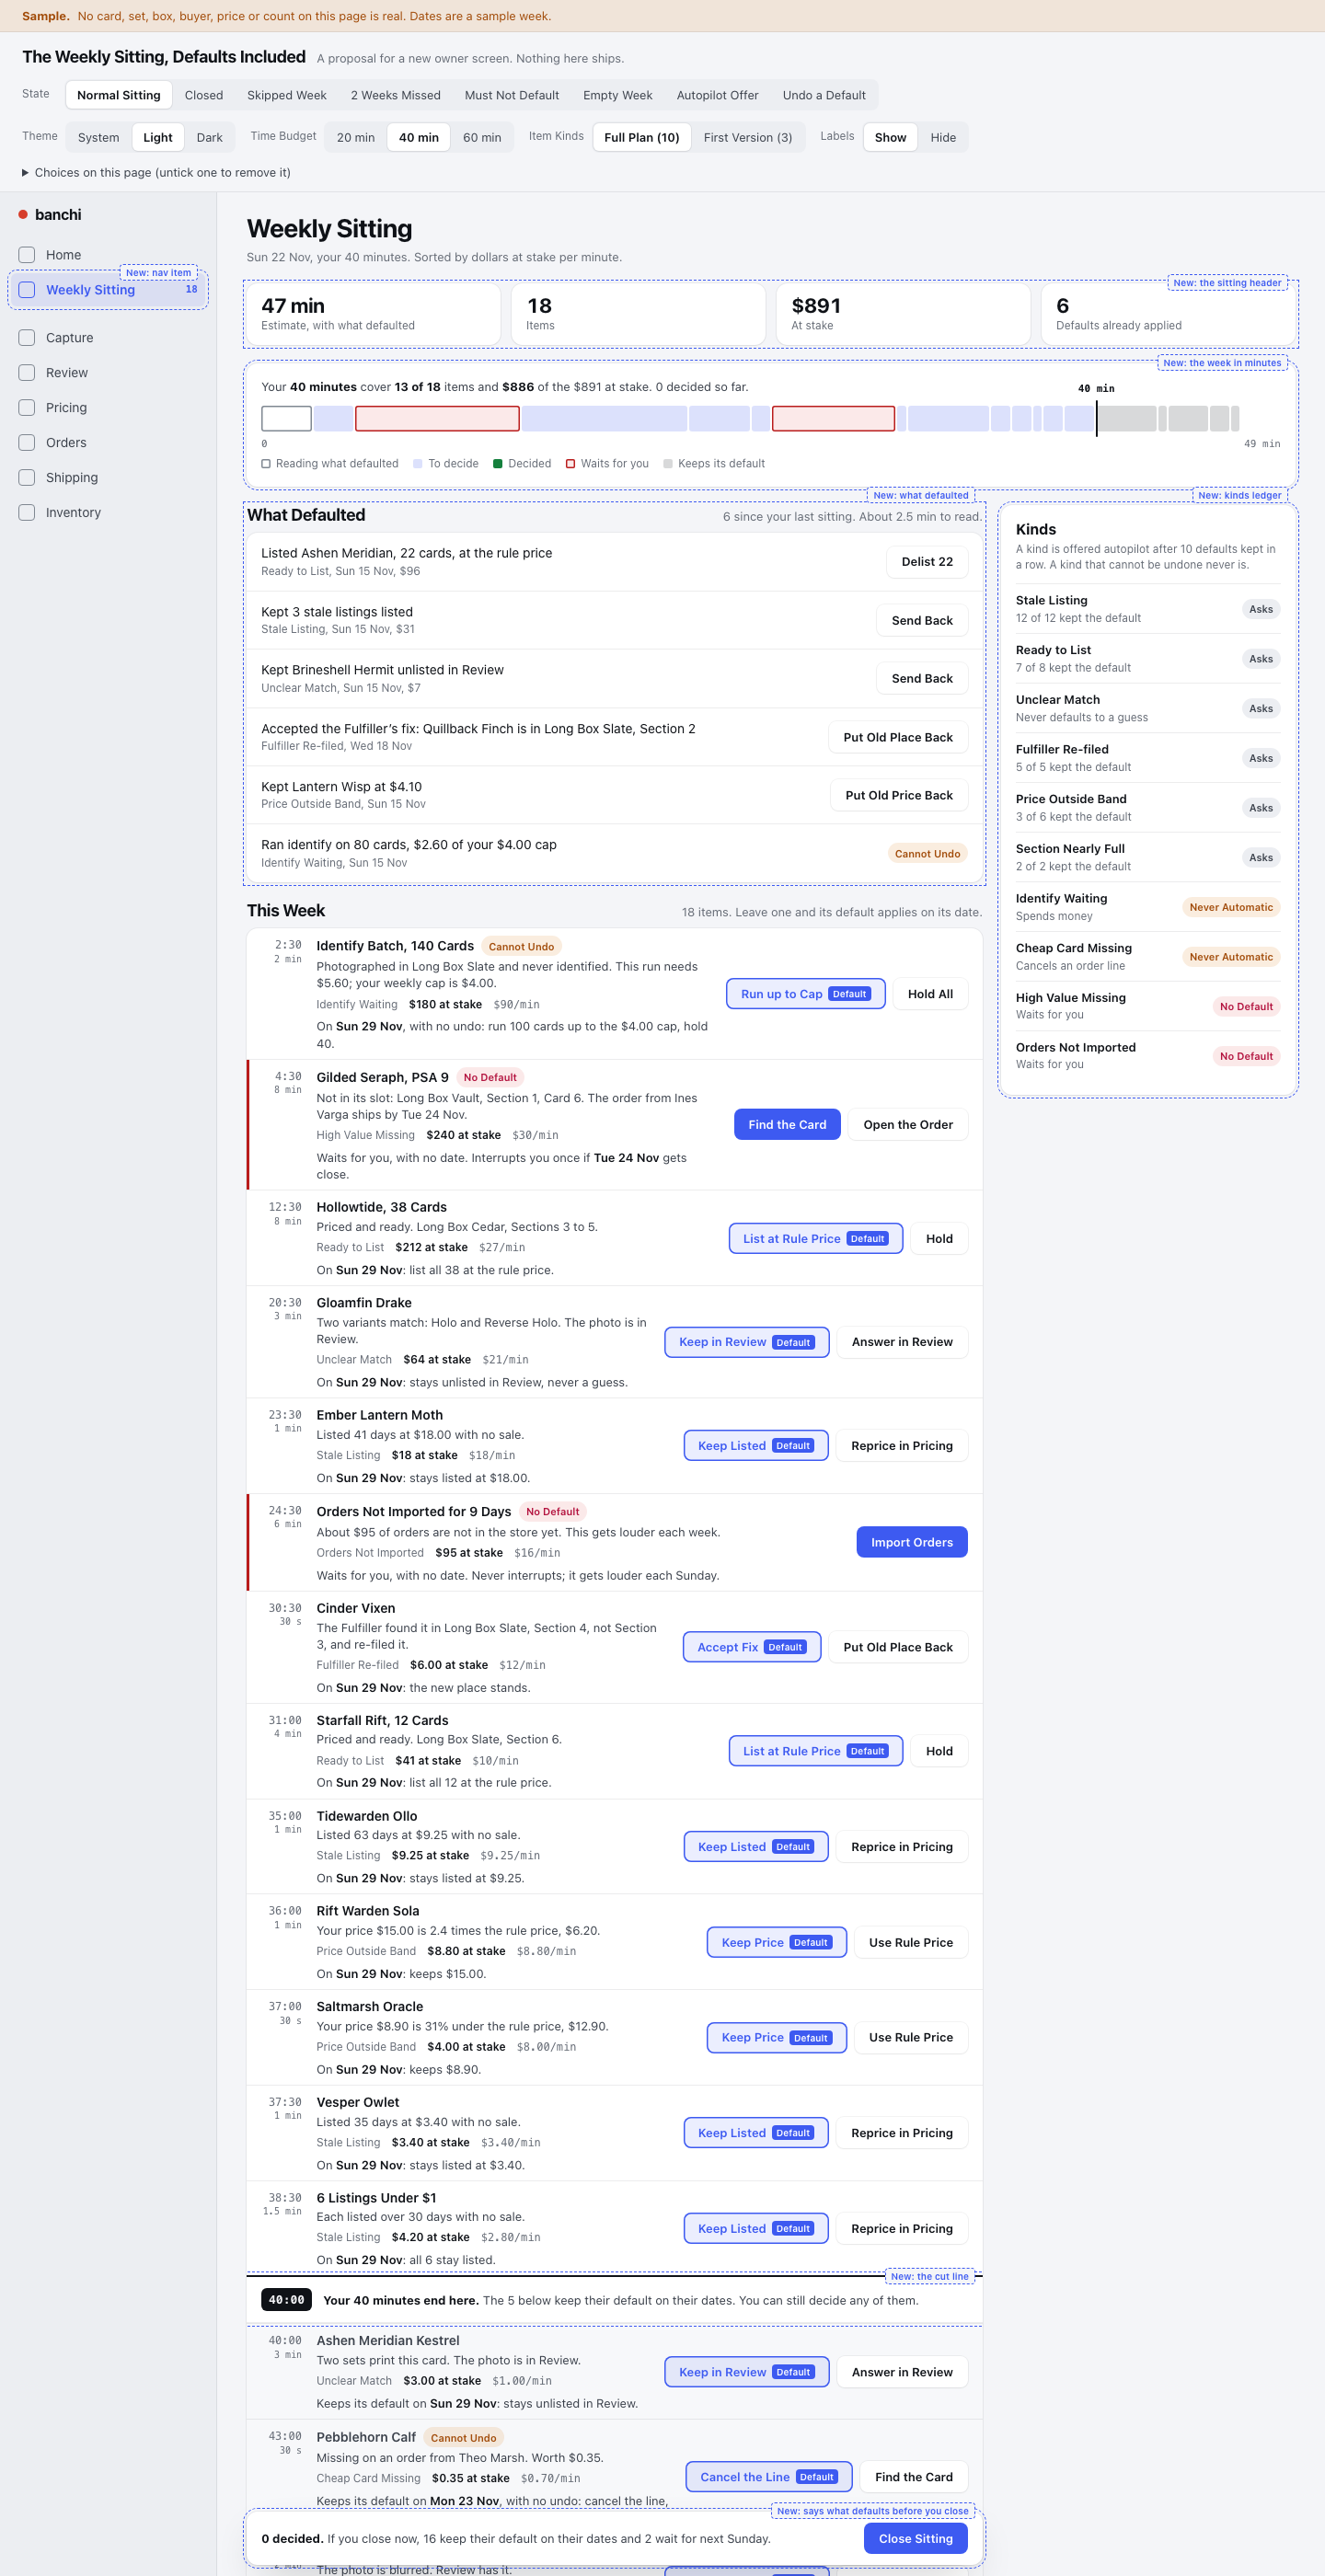 Sample. No card, set, box, buyer, price or count on this page is real. Dates are a sample week.
The Weekly Sitting, Defaults Included A proposal for a new owner screen. Nothing here ships.
State Normal Sitting Closed Skipped Week 2 Weeks Missed Must Not Default Empty Week Autopilot Offer Undo a Default
Theme System Light Dark Time Budget 20 min 40 min 60 min Item Kinds Full Plan (10) First Version (3) Labels Show Hide
Choices on this page (untick one to remove it)
banchi
Home
New: nav item
Weekly Sitting 18
Capture
Review
Pricing
Orders
Shipping
Inventory
Weekly Sitting
Sun 22 Nov, your 40 minutes. Sorted by dollars at stake per minute.
New: the sitting header
47 min
Estimate, with what defaulted
18
Items
$891
At stake
6
Defaults already applied
New: the week in minutes
Your 40 minutes cover 13 of 18 items and $886 of the $891 at stake. 0 decided so far.
40 min
0 49 min
Reading what defaulted To decide Decided Waits for you Keeps its default
New: what defaulted
What Defaulted 6 since your last sitting. About 2.5 min to read.
Listed Ashen Meridian, 22 cards, at the rule price
Ready to List, Sun 15 Nov, $96
Delist 22
Kept 3 stale listings listed
Stale Listing, Sun 15 Nov, $31
Send Back
Kept Brineshell Hermit unlisted in Review
Unclear Match, Sun 15 Nov, $7
Send Back
Accepted the Fulfiller’s fix: Quillback Finch is in Long Box Slate, Section 2
Fulfiller Re-filed, Wed 18 Nov
Put Old Place Back
Kept Lantern Wisp at $4.10
Price Outside Band, Sun 15 Nov
Put Old Price Back
Ran identify on 80 cards, $2.60 of your $4.00 cap
Identify Waiting, Sun 15 Nov
Cannot Undo
New: kinds ledger
Kinds
A kind is offered autopilot after 10 defaults kept in
a row. A kind that cannot be undone never is.
Stale Listing
12 of 12 kept the default
Asks
Ready to List
7 of 8 kept the default
Asks
Unclear Match
Never defaults to a guess
Asks
Fulfiller Re-filed
5 of 5 kept the default
Asks
Price Outside Band
3 of 6 kept the default
Asks
Section Nearly Full
2 of 2 kept the default
Asks
Identify Waiting
Spends money
Never Automatic
Cheap Card Missing
Cancels an order line
Never Automatic
High Value Missing
Waits for you
No Default
Orders Not Imported
Waits for you
No Default
This Week 18 items. Leave one and its default applies on its date.
2:30
2 min
Identify Batch, 140 Cards Cannot Undo
Photographed in Long Box Slate and never identified. This run needs
$5.60; your weekly cap is $4.00.
Identify Waiting $180 at stake $90/min
On Sun 29 Nov, with no undo: run 100 cards up to the $4.00 cap, hold
40.
Run up to Cap Default Hold All
4:30
8 min
Gilded Seraph, PSA 9 No Default
Not in its slot: Long Box Vault, Section 1, Card 6. The order from Ines
Varga ships by Tue 24 Nov.
High Value Missing $240 at stake $30/min
Waits for you, with no date. Interrupts you once if Tue 24 Nov gets
close.
Find the Card Open the Order
12:30
8 min
Hollowtide, 38 Cards
Priced and ready. Long Box Cedar, Sections 3 to 5.
Ready to List $212 at stake $27/min
On Sun 29 Nov: list all 38 at the rule price.
List at Rule Price Default Hold
20:30
3 min
Gloamfin Drake
Two variants match: Holo and Reverse Holo. The photo is in
Review.
Unclear Match $64 at stake $21/min
On Sun 29 Nov: stays unlisted in Review, never a guess.
Keep in Review Default Answer in Review
23:30
1 min
Ember Lantern Moth
Listed 41 days at $18.00 with no sale.
Stale Listing $18 at stake $18/min
On Sun 29 Nov: stays listed at $18.00.
Keep Listed Default Reprice in Pricing
24:30
6 min
Orders Not Imported for 9 Days No Default
About $95 of orders are not in the store yet. This gets louder each week.
Orders Not Imported $95 at stake $16/min
Waits for you, with no date. Never interrupts; it gets louder each Sunday.
Import Orders
30:30
30 s
Cinder Vixen
The Fulfiller found it in Long Box Slate, Section 4, not Section
3, and re-filed it.
Fulfiller Re-filed $6.00 at stake $12/min
On Sun 29 Nov: the new place stands.
Accept Fix Default Put Old Place Back
31:00
4 min
Starfall Rift, 12 Cards
Priced and ready. Long Box Slate, Section 6.
Ready to List $41 at stake $10/min
On Sun 29 Nov: list all 12 at the rule price.
List at Rule Price Default Hold
35:00
1 min
Tidewarden Ollo
Listed 63 days at $9.25 with no sale.
Stale Listing $9.25 at stake $9.25/min
On Sun 29 Nov: stays listed at $9.25.
Keep Listed Default Reprice in Pricing
36:00
1 min
Rift Warden Sola
Your price $15.00 is 2.4 times the rule price, $6.20.
Price Outside Band $8.80 at stake $8.80/min
On Sun 29 Nov: keeps $15.00.
Keep Price Default Use Rule Price
37:00
30 s
Saltmarsh Oracle
Your price $8.90 is 31% under the rule price, $12.90.
Price Outside Band $4.00 at stake $8.00/min
On Sun 29 Nov: keeps $8.90.
Keep Price Default Use Rule Price
37:30
1 min
Vesper Owlet
Listed 35 days at $3.40 with no sale.
Stale Listing $3.40 at stake $3.40/min
On Sun 29 Nov: stays listed at $3.40.
Keep Listed Default Reprice in Pricing
38:30
1.5 min
6 Listings Under $1
Each listed over 30 days with no sale.
Stale Listing $4.20 at stake $2.80/min
On Sun 29 Nov: all 6 stay listed.
Keep Listed Default Reprice in Pricing
New: the cut line
40:00 Your 40 minutes end here. The 5 below keep their default on their dates. You can still decide any of them.
40:00
3 min
Ashen Meridian Kestrel
Two sets print this card. The photo is in Review.
Unclear Match $3.00 at stake $1.00/min
Keeps its default on Sun 29 Nov: stays unlisted in Review.
Keep in Review Default Answer in Review
43:00
30 s
Pebblehorn Calf Cannot Undo
Missing on an order from Theo Marsh. Worth $0.35.
Cheap Card Missing $0.35 at stake $0.70/min
Keeps its default on Mon 23 Nov, with no undo: cancel the line,
Cancel the Line Default Find the Card
New: says what defaults before you close
0 decided. If you close now, 16 keep their default on their dates and 2 wait for next Sunday.
Close Sitting
The photo is blurred. Review has it.